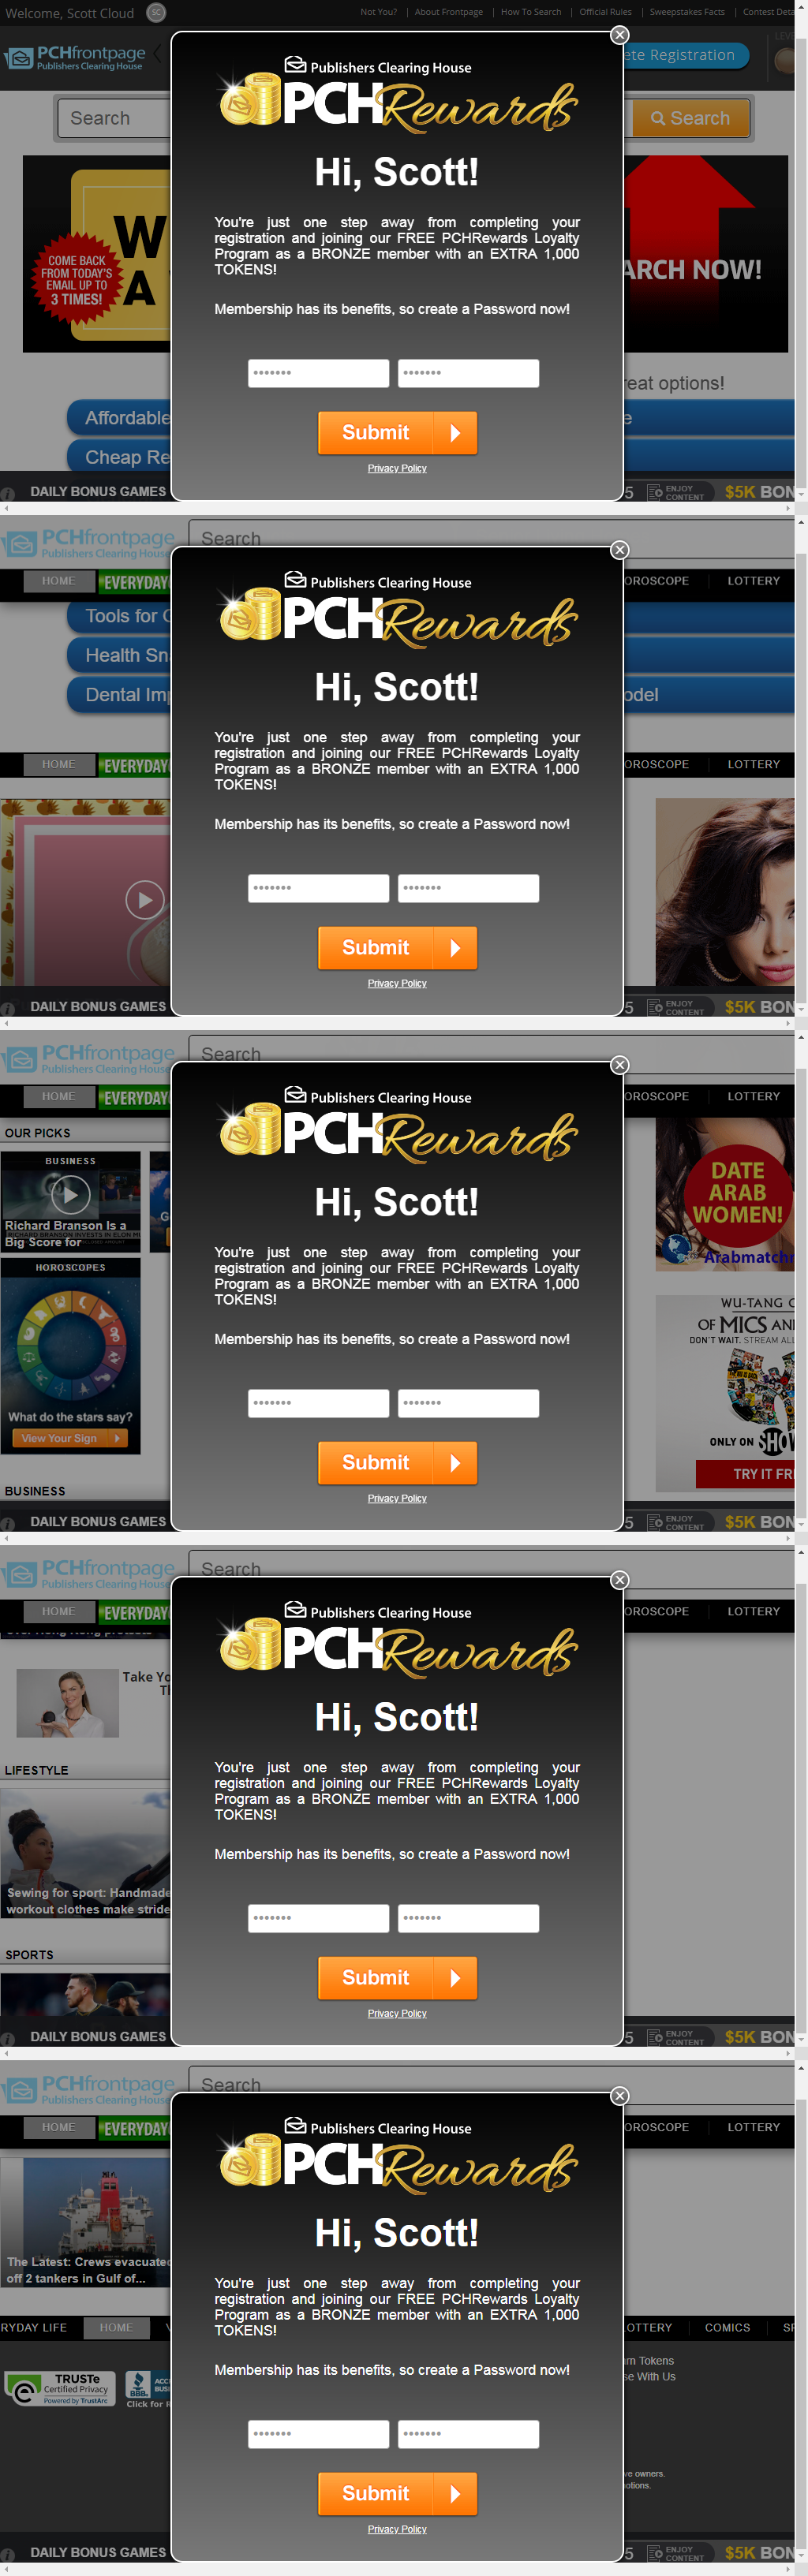 Welcome, Scott Cloud SC
Not You? | About Frontpage | How To Search | Official Rules | Sweepstakes Facts | Contest Deta
PCHfrontpage
Publishers Clearing House
ete Registration
LEVE
Search
Search
W
A
COME BACK
FROM TODAY'S
EMAIL UP TO
3 TIMES!
ARCH NOW!
reat options!
Affordable
e
Cheap Re
Publishers Clearing House
PCHRewards
Hi, Scott!
You're just one step away from completing your
registration and joining our FREE PCHRewards Loyalty
Program as a BRONZE member with an EXTRA 1,000
TOKENS!
Membership has its benefits, so create a Password now!
Submit
Privacy Policy
DAILY BONUS GAMES
5 ENJOY
CONTENT
$5K BON
PCHfrontpage
Publishers Clearing House
Search
HOME EVERYDAY
OROSCOPE | LOTTERY
Tools for
Health Sn
Dental Imp
odel
HOME EVERYDAY
OROSCOPE | LOTTERY
Publishers Clearing House
PCHRewards
Hi, Scott!
You're just one step away from completing your
registration and joining our FREE PCHRewards Loyalty
Program as a BRONZE member with an EXTRA 1,000
TOKENS!
Membership has its benefits, so create a Password now!
Submit
Privacy Policy
DAILY BONUS GAMES
5 ENJOY
CONTENT
$5K BON
PCHfrontpage
Publishers Clearing House
Search
HOME EVERYDAY
OROSCOPE | LOTTERY
OUR PICKS
BUSINESS
Richard Branson Is a
Big Score for
HOROSCOPES
What do the stars say?
View Your Sign
BUSINESS
DATE
ARAB
WOMEN!
Arabmatch
WU-TANG
OF MICS AN
DON'T WAIT. STREAM ALL
ONLY ON SHO
TRY IT FR
Publishers Clearing House
PCHRewards
Hi, Scott!
You're just one step away from completing your
registration and joining our FREE PCHRewards Loyalty
Program as a BRONZE member with an EXTRA 1,000
TOKENS!
Membership has its benefits, so create a Password now!
Submit
Privacy Policy
DAILY BONUS GAMES
5 ENJOY
CONTENT
$5K BON
PCHfrontpage
Publishers Clearing House
Search
HOME EVERYDAY
OROSCOPE | LOTTERY
Take Yo
Th
LIFESTYLE
Sewing for sport: Handmade
workout clothes make stride
SPORTS
Publishers Clearing House
PCHRewards
Hi, Scott!
You're just one step away from completing your
registration and joining our FREE PCHRewards Loyalty
Program as a BRONZE member with an EXTRA 1,000
TOKENS!
Membership has its benefits, so create a Password now!
Submit
Privacy Policy
DAILY BONUS GAMES
5 ENJOY
CONTENT
$5K BON
PCHfrontpage
Publishers Clearing House
Search
HOME EVERYDAY
OROSCOPE | LOTTERY
The Latest: Crews evacuated
off 2 tankers in Gulf of...
RYDAY LIFE HOME
LOTTERY | COMICS | SP
TRUSTe
Certified Privacy
Powered by TrustArc
BBB
ACC
BUS
Click for R
rn Tokens
se With Us
ve owners.
otions.
Publishers Clearing House
PCHRewards
Hi, Scott!
You're just one step away from completing your
registration and joining our FREE PCHRewards Loyalty
Program as a BRONZE member with an EXTRA 1,000
TOKENS!
Membership has its benefits, so create a Password now!
Submit
Privacy Policy
DAILY BONUS GAMES
5 ENJOY
CONTENT
$5K BON